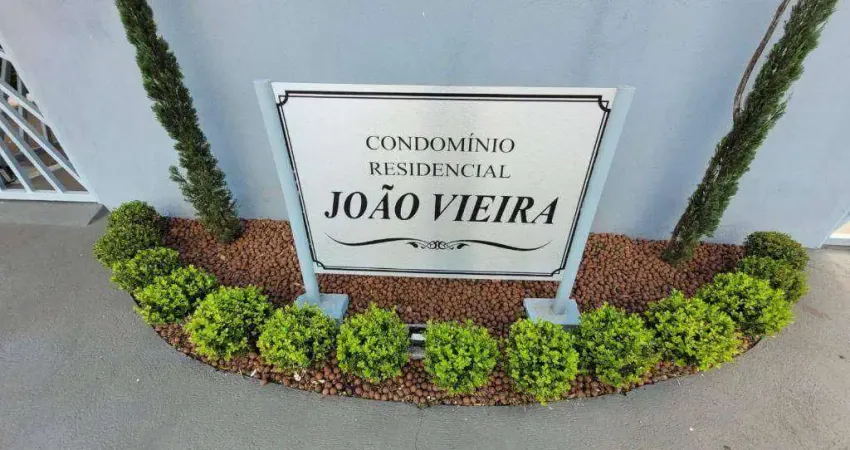 CONDOMÍNIO
RESIDENCIAL
JOÃO VIEIRA